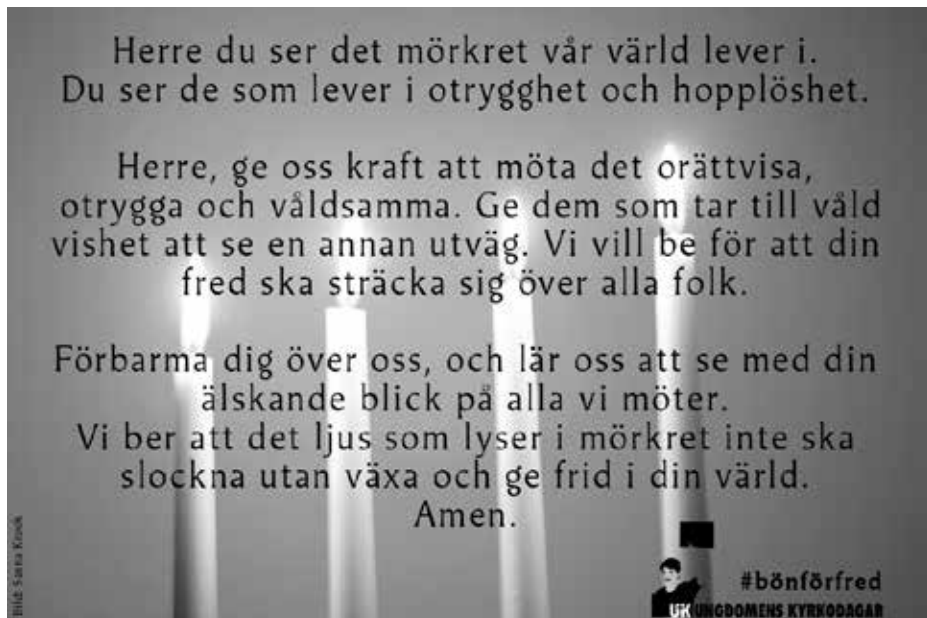 Herre du ser det mörkret vår värld lever i.
Du ser de som lever i otrygghet och hopplöshet.
Herre, ge oss kraft att möta det orättvisa,
otrygga och våldsamma. Ge dem som tar till våld
vishet att se en annan utväg. Vi vill be för att din
fred ska sträcka sig över alla folk.
Förbarma dig över oss, och lär oss att se med din
älskande blick på alla vi möter.
Vi ber att det ljus som lyser i mörkret inte ska
slockna utan växa och ge frid i din värld.
Amen.
#bönförfred
UK UNGDOMENS KYRKODAGAR
Bild: Sanna Krook